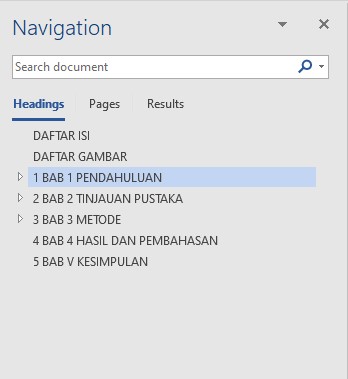 Navigation
Search document
Headings Pages Results
DAFTAR ISI
DAFTAR GAMBAR
1 BAB 1 PENDAHULUAN
2 BAB 2 TINJAUAN PUSTAKA
3 BAB 3 METODE
4 BAB 4 HASIL DAN PEMBAHASAN
5 BAB V KESIMPULAN